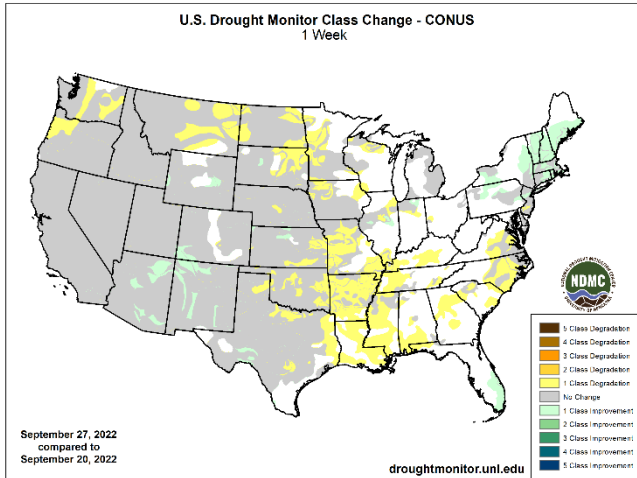 U.S. Drought Monitor Class Change - CONUS
1 Week
NDMC
5 Class Degradation
4 Class Degradation
3 Class Degradation
2 Class Degradation
1 Class Degradation
No Change
1 Class Improvement
2 Class Improvement
3 Class Improvement
4 Class Improvement
5 Class Improvement
September 27, 2022
compared to
September 20, 2022
droughtmonitor.unl.edu